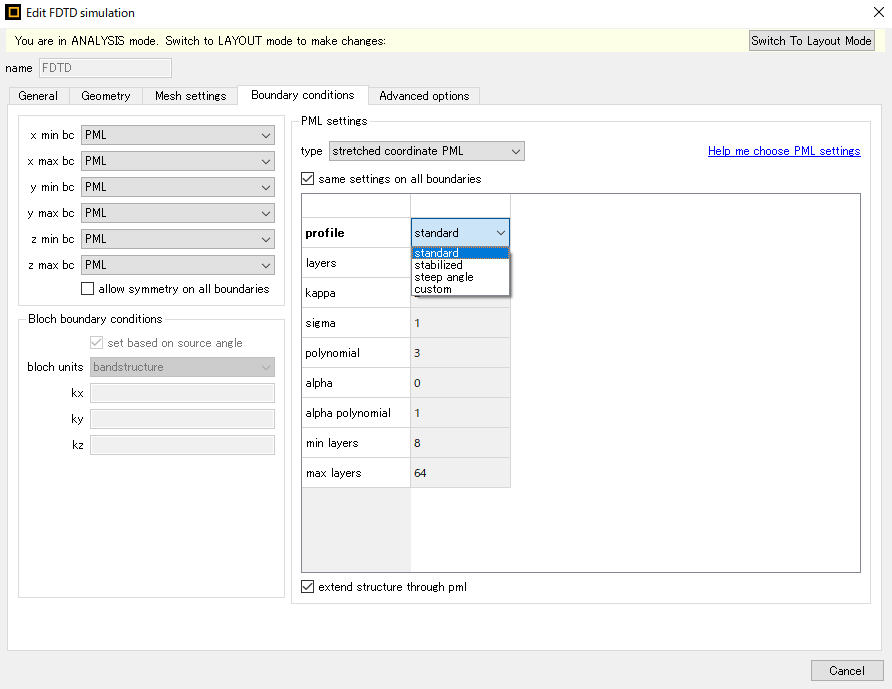 Edit FDTD simulation
You are in ANALYSIS mode. Switch to LAYOUT mode to make changes:
Switch To Layout Mode
name FDTD
General Geometry Mesh settings Boundary conditions Advanced options
x min bc PML
x max bc PML
y min bc PML
y max bc PML
z min bc PML
z max bc PML
allow symmetry on all boundaries
Bloch boundary conditions
set based on source angle
bloch units bandstructure
kx
ky
kz
PML settings
type stretched coordinate PML
Help me choose PML settings
same settings on all boundaries
profile standard
standard
stabilized
steep angle
custom
layers
kappa
sigma 1
polynomial 3
alpha 0
alpha polynomial 1
min layers 8
max layers 64
extend structure through pml
Cancel